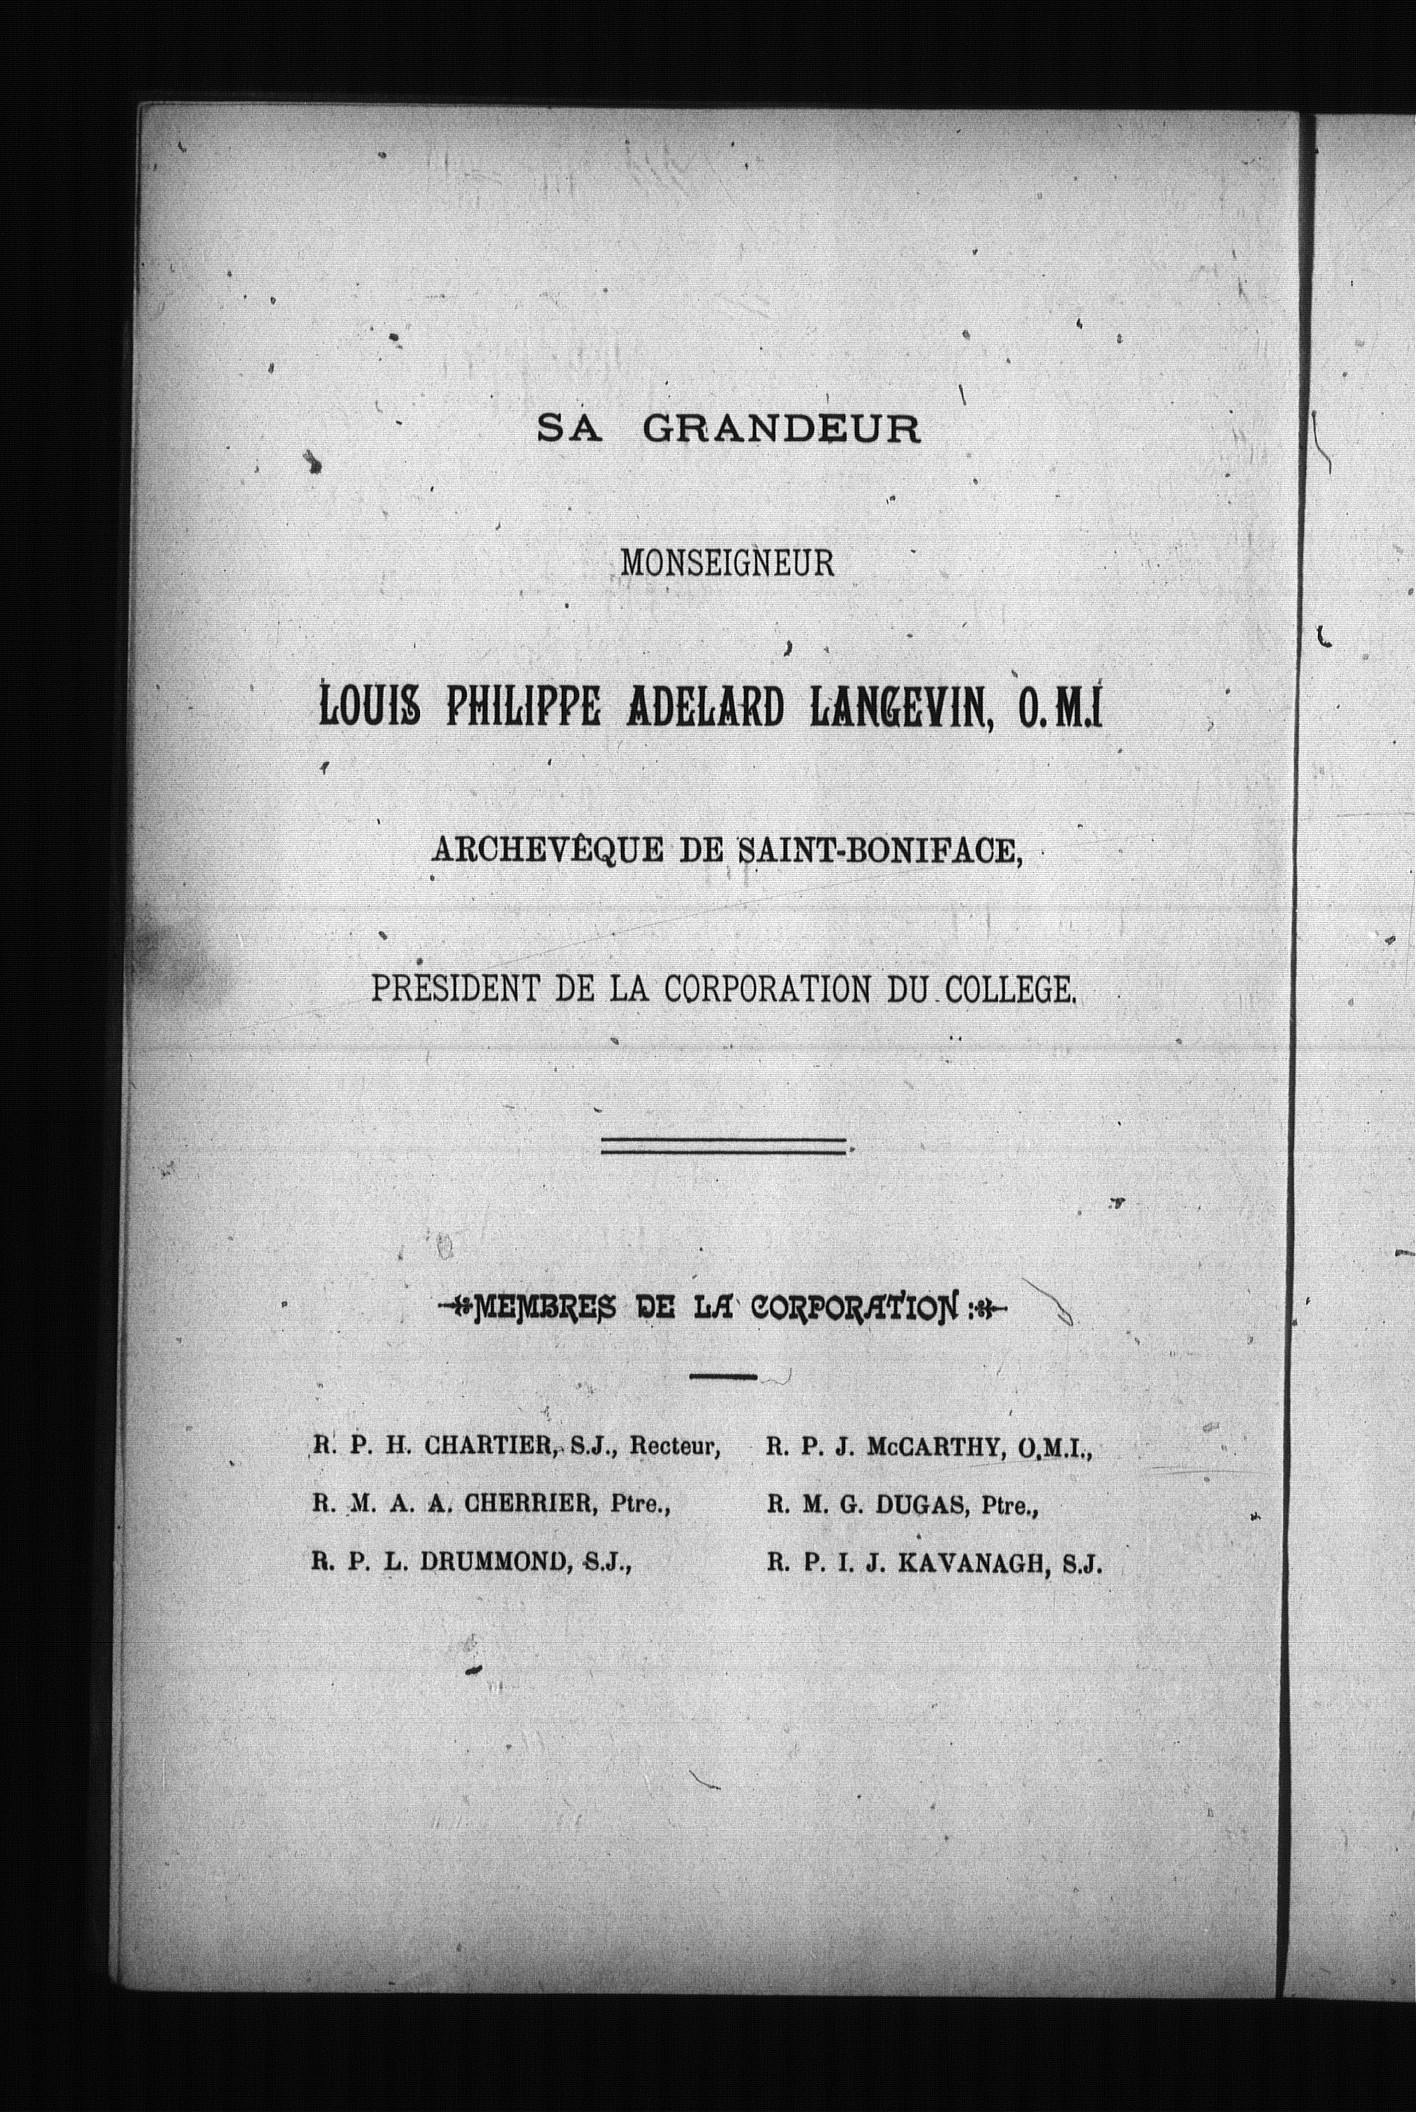 SA GRANDEUR
MONSEIGNEUR
LOUIS PHILIPPE ADELARD LANGEVIN, O. M.I
ARCHEVÊQUE DE SAINT-BONIFACE,
PRESIDENT DE LA CORPORATION DU COLLEGE.
MEMBRES DE LA CORPORATION :
R. P. H. CHARTIER, S.J., Recteur,
R. M. A. A. CHERRIER, Ptre.,
R. P. L. DRUMMOND, S.J.,
R. P. J. McCARTHY, O.M.I.,
R. M. G. DUGAS, Ptre.,
R. P. I. J. KAVANAGH, S.J.